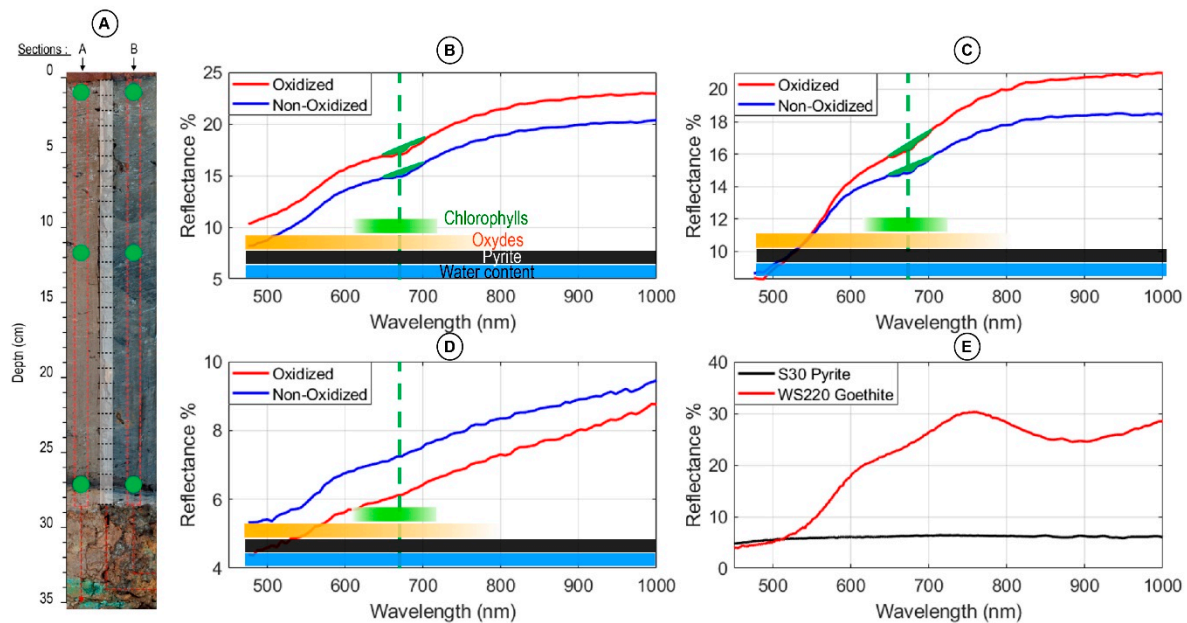 A
Sections :
A
B
0
5
10
15
20
25
30
35
Depth (cm)
B
Oxidized
Non-Oxidized
25
20
15
10
5
Reflectance %
Chlorophylls
Oxydes
Pyrite
Water content
500 600 700 800 900 1000
Wavelength (nm)
C
Oxidized
Non-Oxidized
20
18
16
14
12
10
Reflectance %
500 600 700 800 900 1000
Wavelength (nm)
D
Oxidized
Non-Oxidized
10
8
6
4
Reflectance %
500 600 700 800 900 1000
Wavelength (nm)
E
S30 Pyrite
WS220 Goethite
40
30
20
10
0
Reflectance %
500 600 700 800 900 1000
Wavelength (nm)